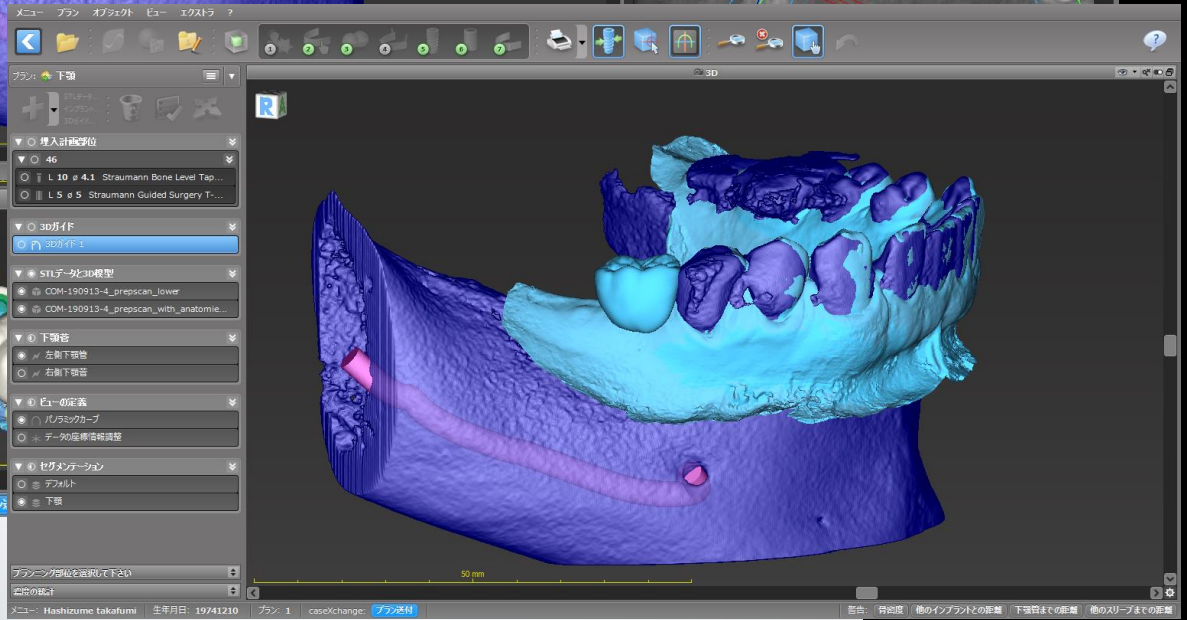 メニュー プラン オブジェクト ビュー エクストラ ?
1 2 3 4 5 6 7
プラン: 下顎
3D
STLデータ...
インプラント...
3Dガイド...
埋入計画部位
46
L 10 ø 4.1 Straumann Bone Level Tap...
L 5 ø 5 Straumann Guided Surgery T-...
3Dガイド
3Dガイド 1
STLデータと3D模型
COM-190913-4_prepscan_lower
COM-190913-4_prepscan_with_anatomie...
下顎管
左側下顎管
右側下顎管
ビューの定義
パノラミックカーブ
データの座標情報調整
セグメンテーション
デフォルト
下顎
R A
50 mm
プランニング部位を選択して下さい
密度の統計
メニュー: Hashizume takafumi 生年月日: 19741210 プラン: 1 caseXchange: プラン送付 警告: 骨密度 他のインプラントとの距離 下顎管までの距離 他のスリーブまでの距離